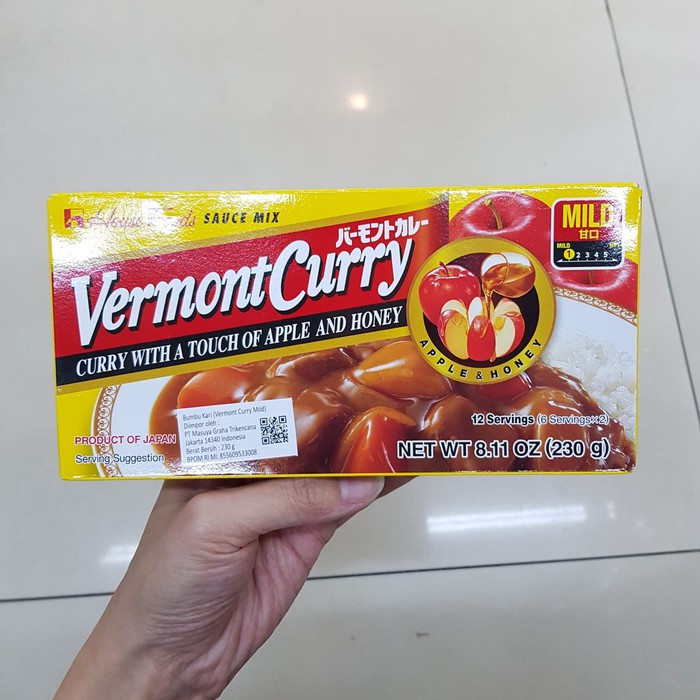 House Foods SAUCE MIX
バーモントカレー
Vermont Curry
CURRY WITH A TOUCH OF APPLE AND HONEY
MILD
甘口
MILD
1 2 3 4 5
APPLE & HONEY
12 Servings (6 Servings×2)
NET WT 8.11 OZ (230 g)
PRODUCT OF JAPAN
Serving Suggestion
Bumbu Kari (Vermont Curry Mild)
Diimpor oleh :
PT Masuya Graha Trikencana
Jakarta 14340 Indonesia
Berat Bersih : 230 g
BPOM RI ML 855609533008